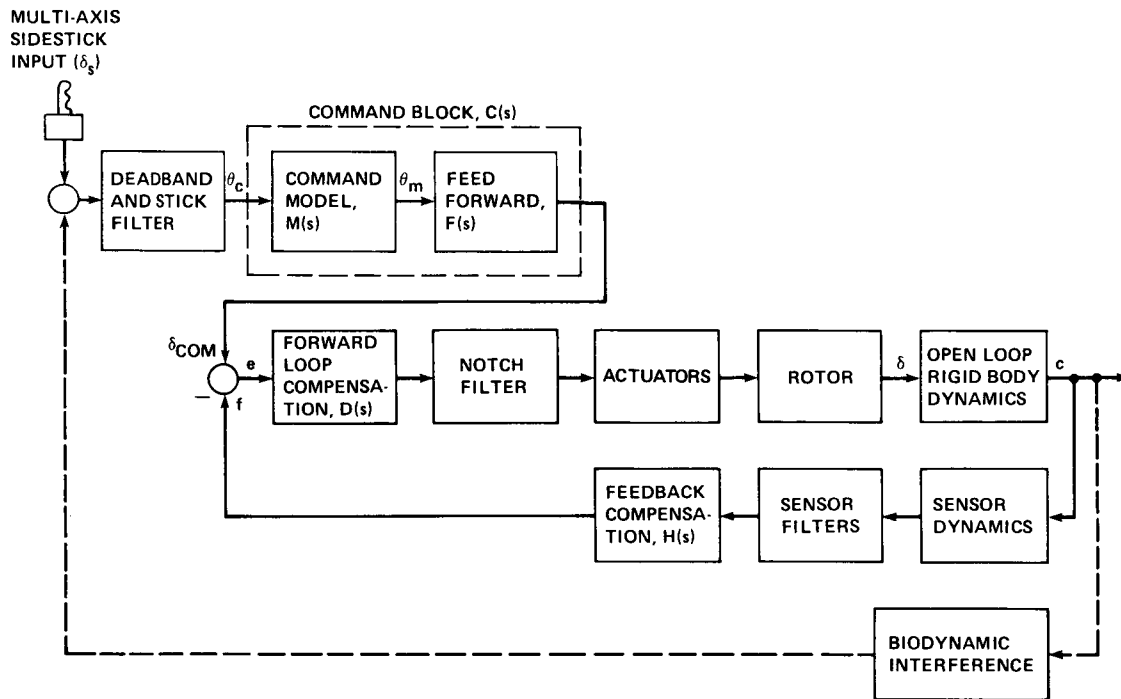 MULTI-AXIS
SIDESTICK
INPUT (δs)
COMMAND BLOCK, C(s)
DEADBAND
AND STICK
FILTER
θc
COMMAND
MODEL,
M(s)
θm
FEED
FORWARD,
F(s)
δCOM
e
–
f
FORWARD
LOOP
COMPENSA-
TION, D(s)
NOTCH
FILTER
ACTUATORS
ROTOR
δ
OPEN LOOP
RIGID BODY
DYNAMICS
c
FEEDBACK
COMPENSA-
TION, H(s)
SENSOR
FILTERS
SENSOR
DYNAMICS
BIODYNAMIC
INTERFERENCE